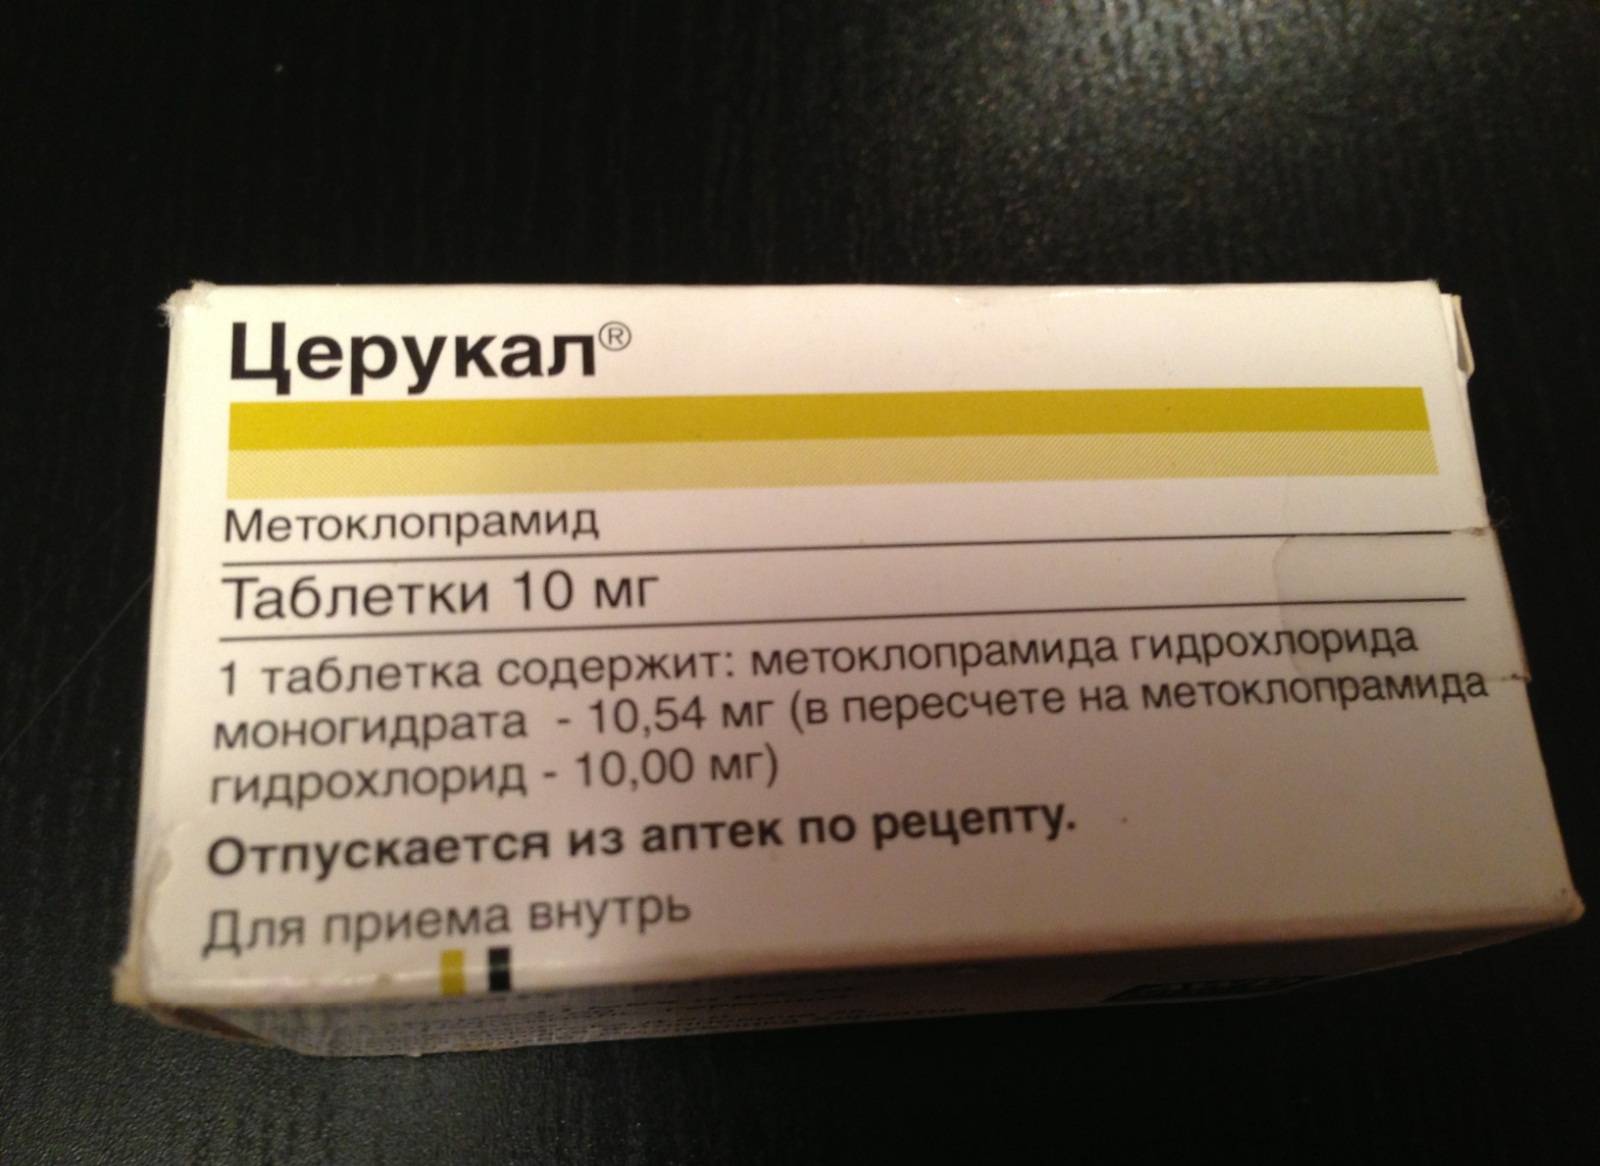 Церукал®
Метоклопрамид
Таблетки 10 мг
1 таблетка содержит: метоклопрамида гидрохлорида
моногидрата - 10,54 мг (в пересчете на метоклопрамида
гидрохлорид - 10,00 мг)
Отпускается из аптек по рецепту.
Для приема внутрь